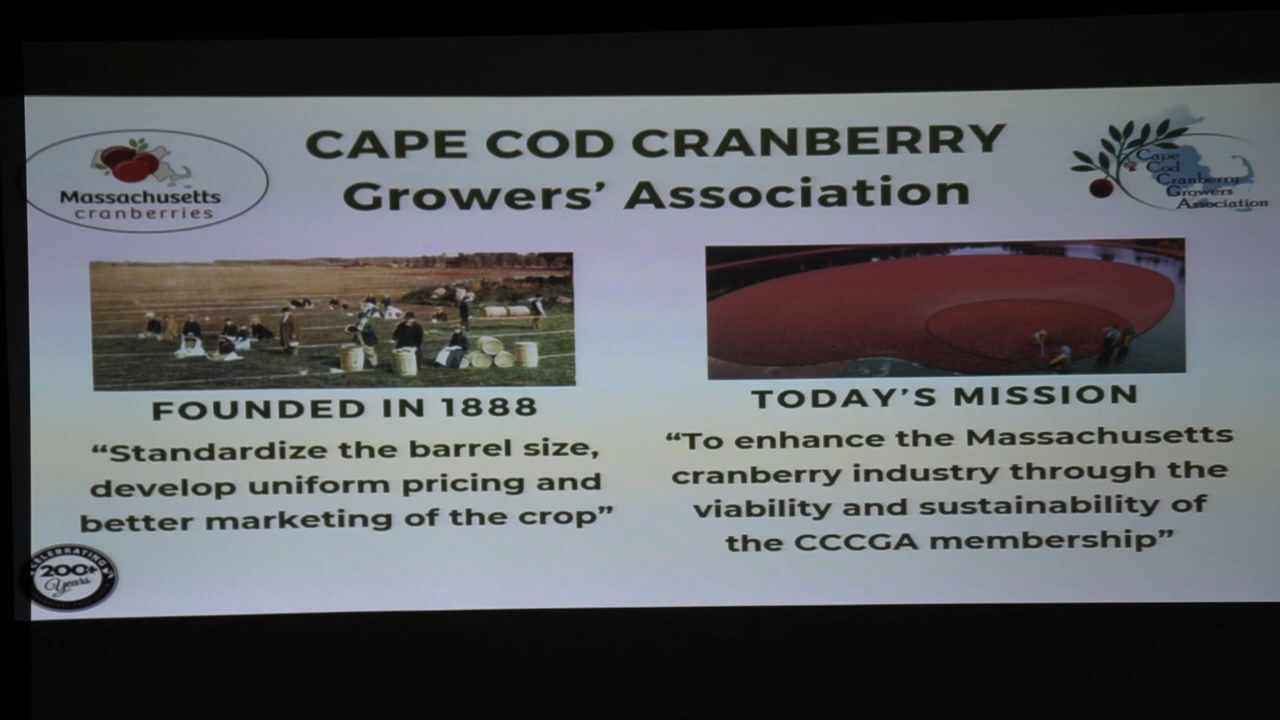 CAPE COD CRANBERRY
Growers’ Association
Massachusetts
cranberries
Cape
Cod
Cranberry
Growers
Association
FOUNDED IN 1888
“Standardize the barrel size,
develop uniform pricing and
better marketing of the crop”
TODAY’S MISSION
“To enhance the Massachusetts
cranberry industry through the
viability and sustainability of
the CCCGA membership”
CELEBRATING
200+
Years